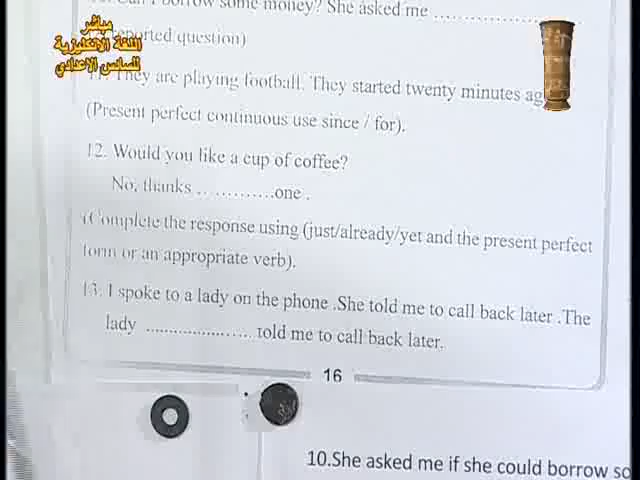 borrow some money? She asked me ................
مباشر
اللغة الانكليزية
للسادس الاعدادي
reported question)
11. They are playing football. They started twenty minutes ag
(Present perfect continuous use since / for).
12. Would you like a cup of coffee?
No, thanks ..............one .
(Complete the response using (just/already/yet and the present perfect
form or an appropriate verb).
13. I spoke to a lady on the phone .She told me to call back later .The
lady ...................... told me to call back later.
16
10.She asked me if she could borrow so